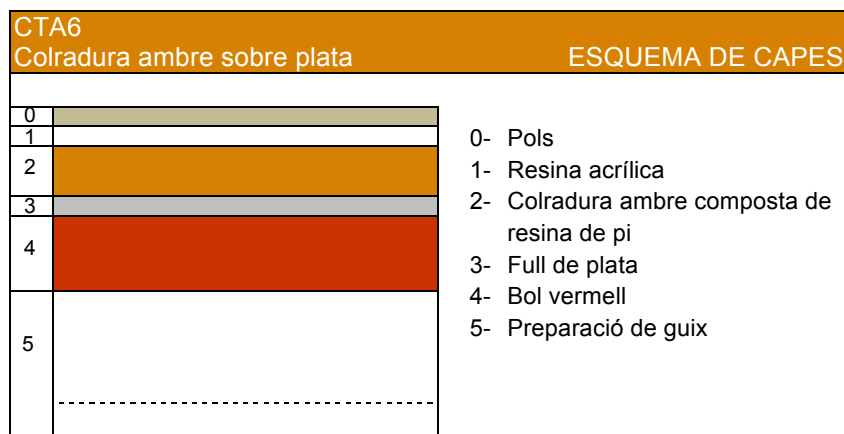 CTA6
Colradura ambre sobre plata ESQUEMA DE CAPES
0
1
2
3
4
5
0- Pols
1- Resina acrílica
2- Colradura ambre composta de
resina de pi
3- Full de plata
4- Bol vermell
5- Preparació de guix